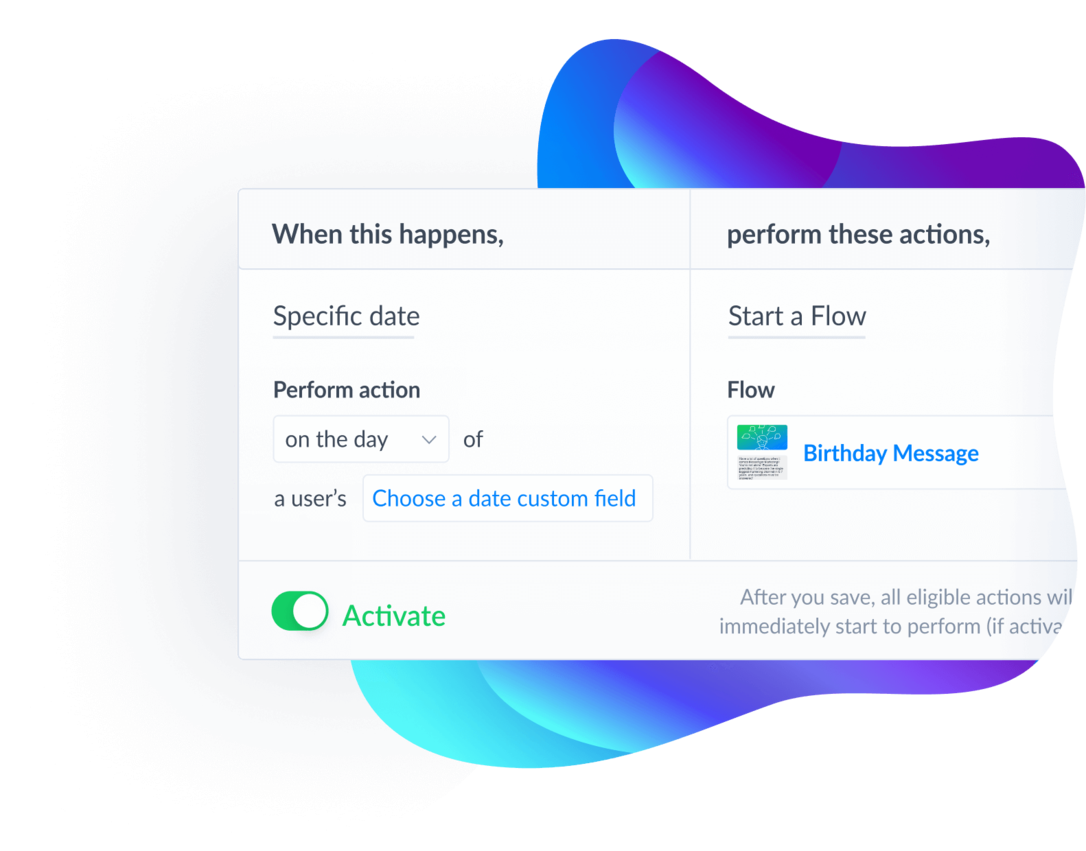 When this happens,
perform these actions,
Specific date
Perform action
on the day of
a user's Choose a date custom field
Start a Flow
Flow
Birthday Message
Activate
After you save, all eligible actions wil
immediately start to perform (if activa